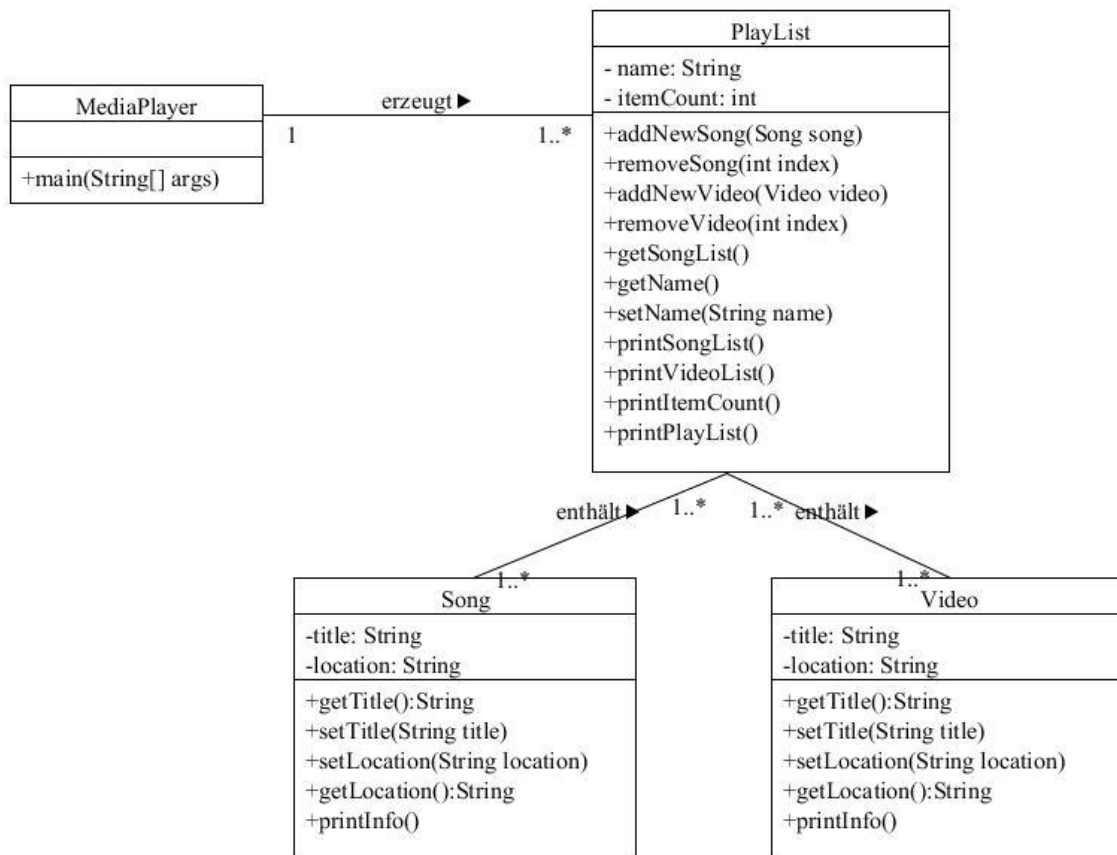 PlayList
- name: String
- itemCount: int
+addNewSong(Song song)
+removeSong(int index)
+addNewVideo(Video video)
+removeVideo(int index)
+getSongList()
+getName()
+setName(String name)
+printSongList()
+printVideoList()
+printItemCount()
+printPlayList()
MediaPlayer
+main(String[] args)
erzeugt ▶
1
1..*
enthält ▶
1..*
1..*
enthält ▶
1..*
1..*
Song
-title: String
-location: String
+getTitle():String
+setTitle(String title)
+setLocation(String location)
+getLocation():String
+printInfo()
Video
-title: String
-location: String
+getTitle():String
+setTitle(String title)
+setLocation(String location)
+getLocation():String
+printInfo()